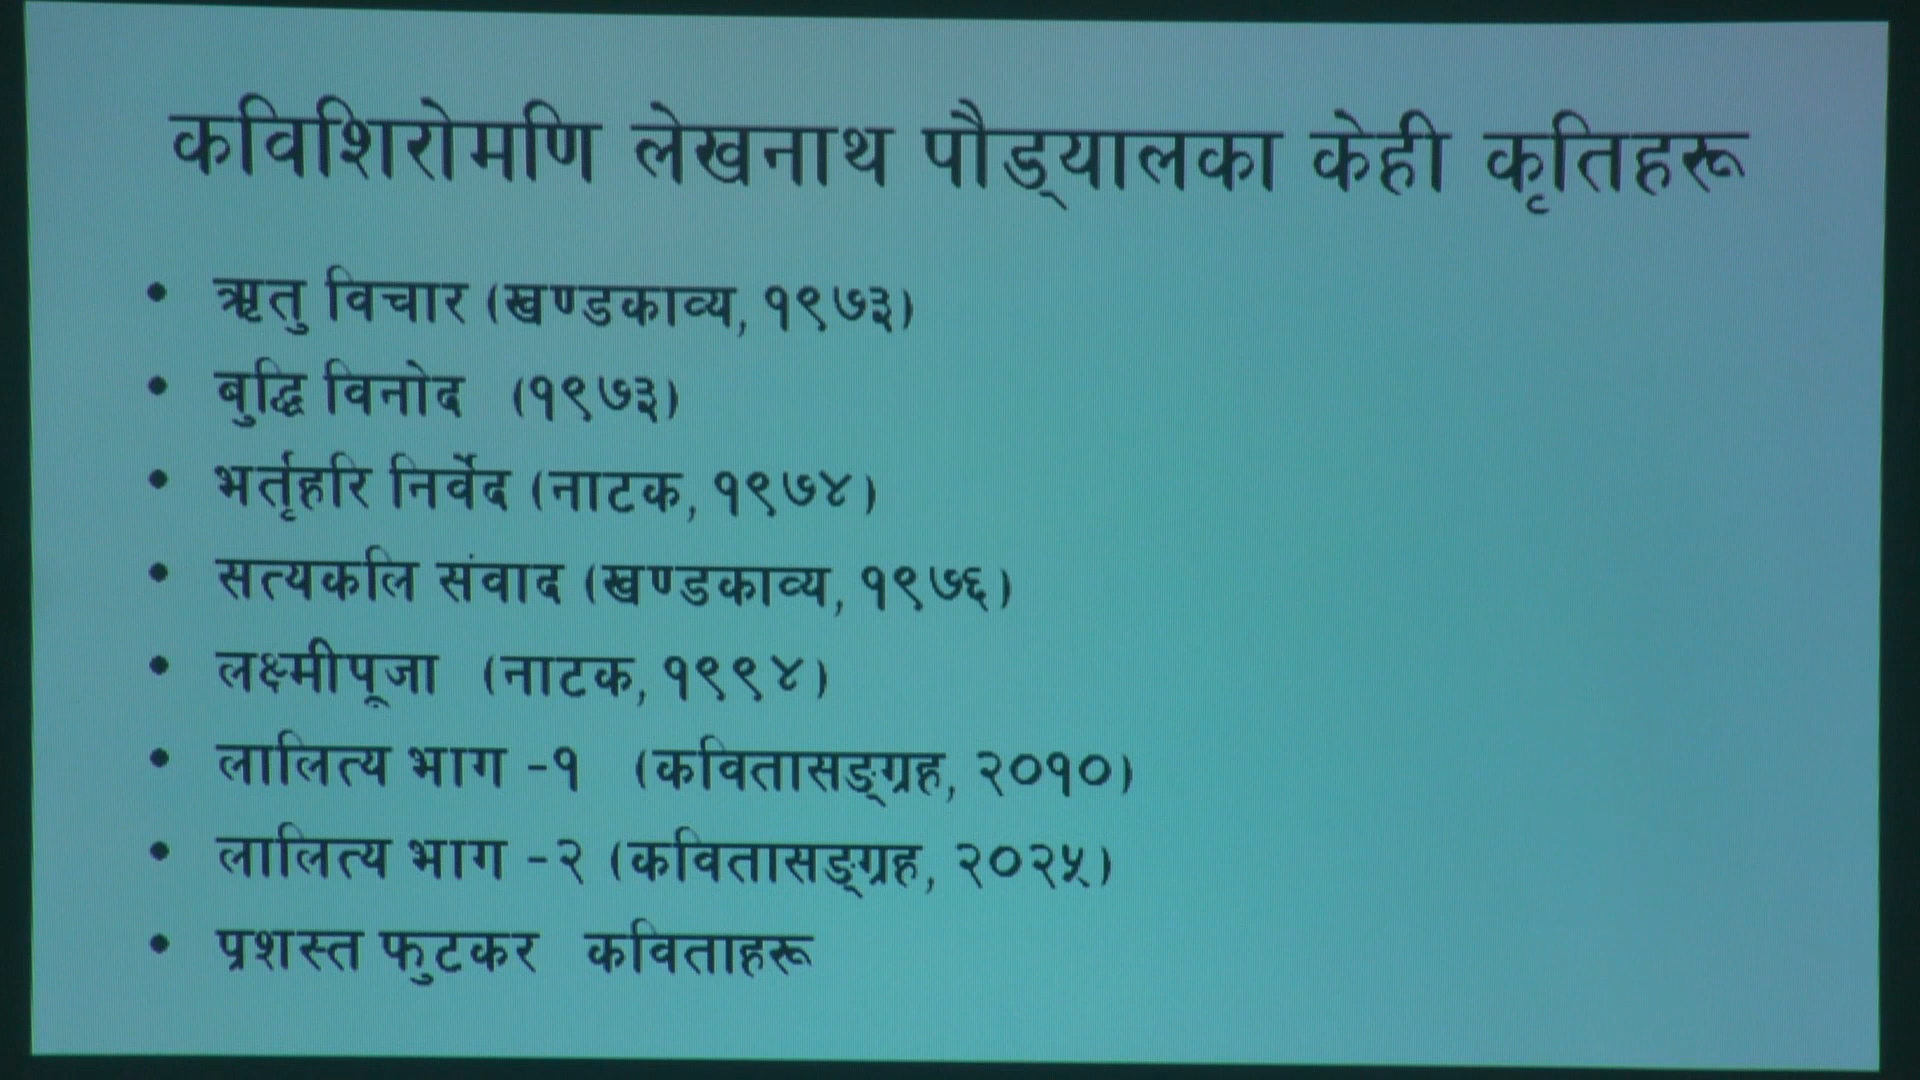 कविशिरोमणि लेखनाथ पौड्यालका केही कृतिहरू
• ऋतु विचार (खण्डकाव्य, १९७३)
• बुद्धि विनोद (१९७३)
• भर्तृहरि निर्वेद (नाटक, १९७४)
• सत्यकलि संवाद (खण्डकाव्य, १९७६)
• लक्ष्मीपूजा (नाटक, १९९४)
• लालित्य भाग -१ (कवितासङ्ग्रह, २०१०)
• लालित्य भाग -२ (कवितासङ्ग्रह, २०२५)
• प्रशस्त फुटकर कविताहरू